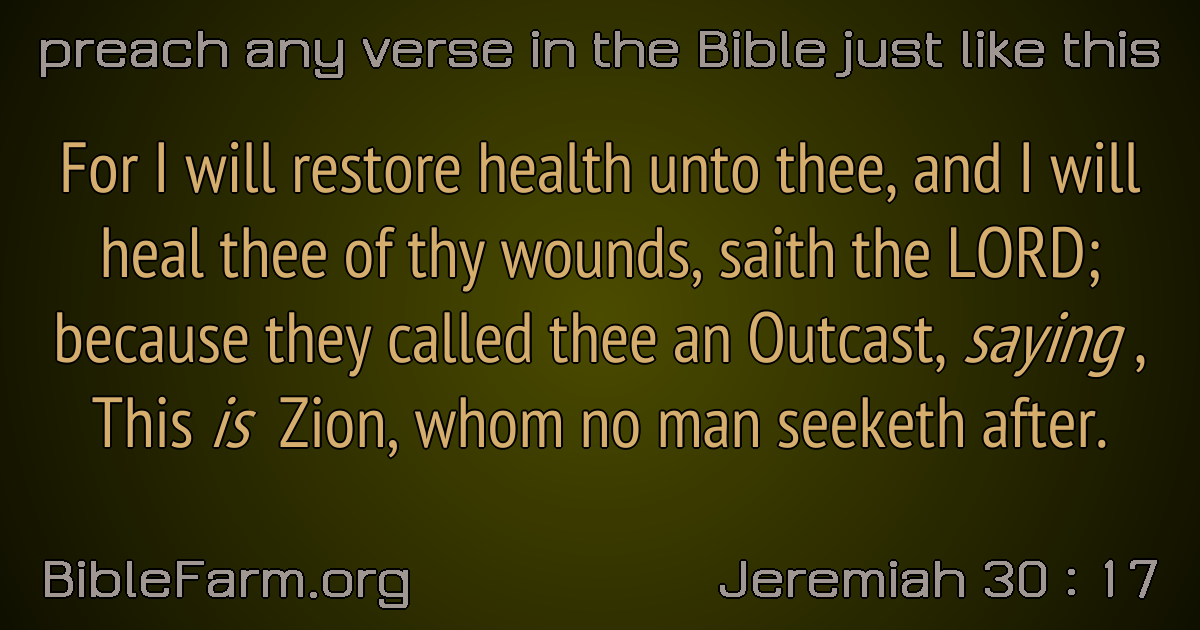 preach any verse in the Bible just like this
For I will restore health unto thee, and I will
heal thee of thy wounds, saith the LORD;
because they called thee an Outcast, saying ,
This is Zion, whom no man seeketh after.
BibleFarm.org
Jeremiah 30 : 17